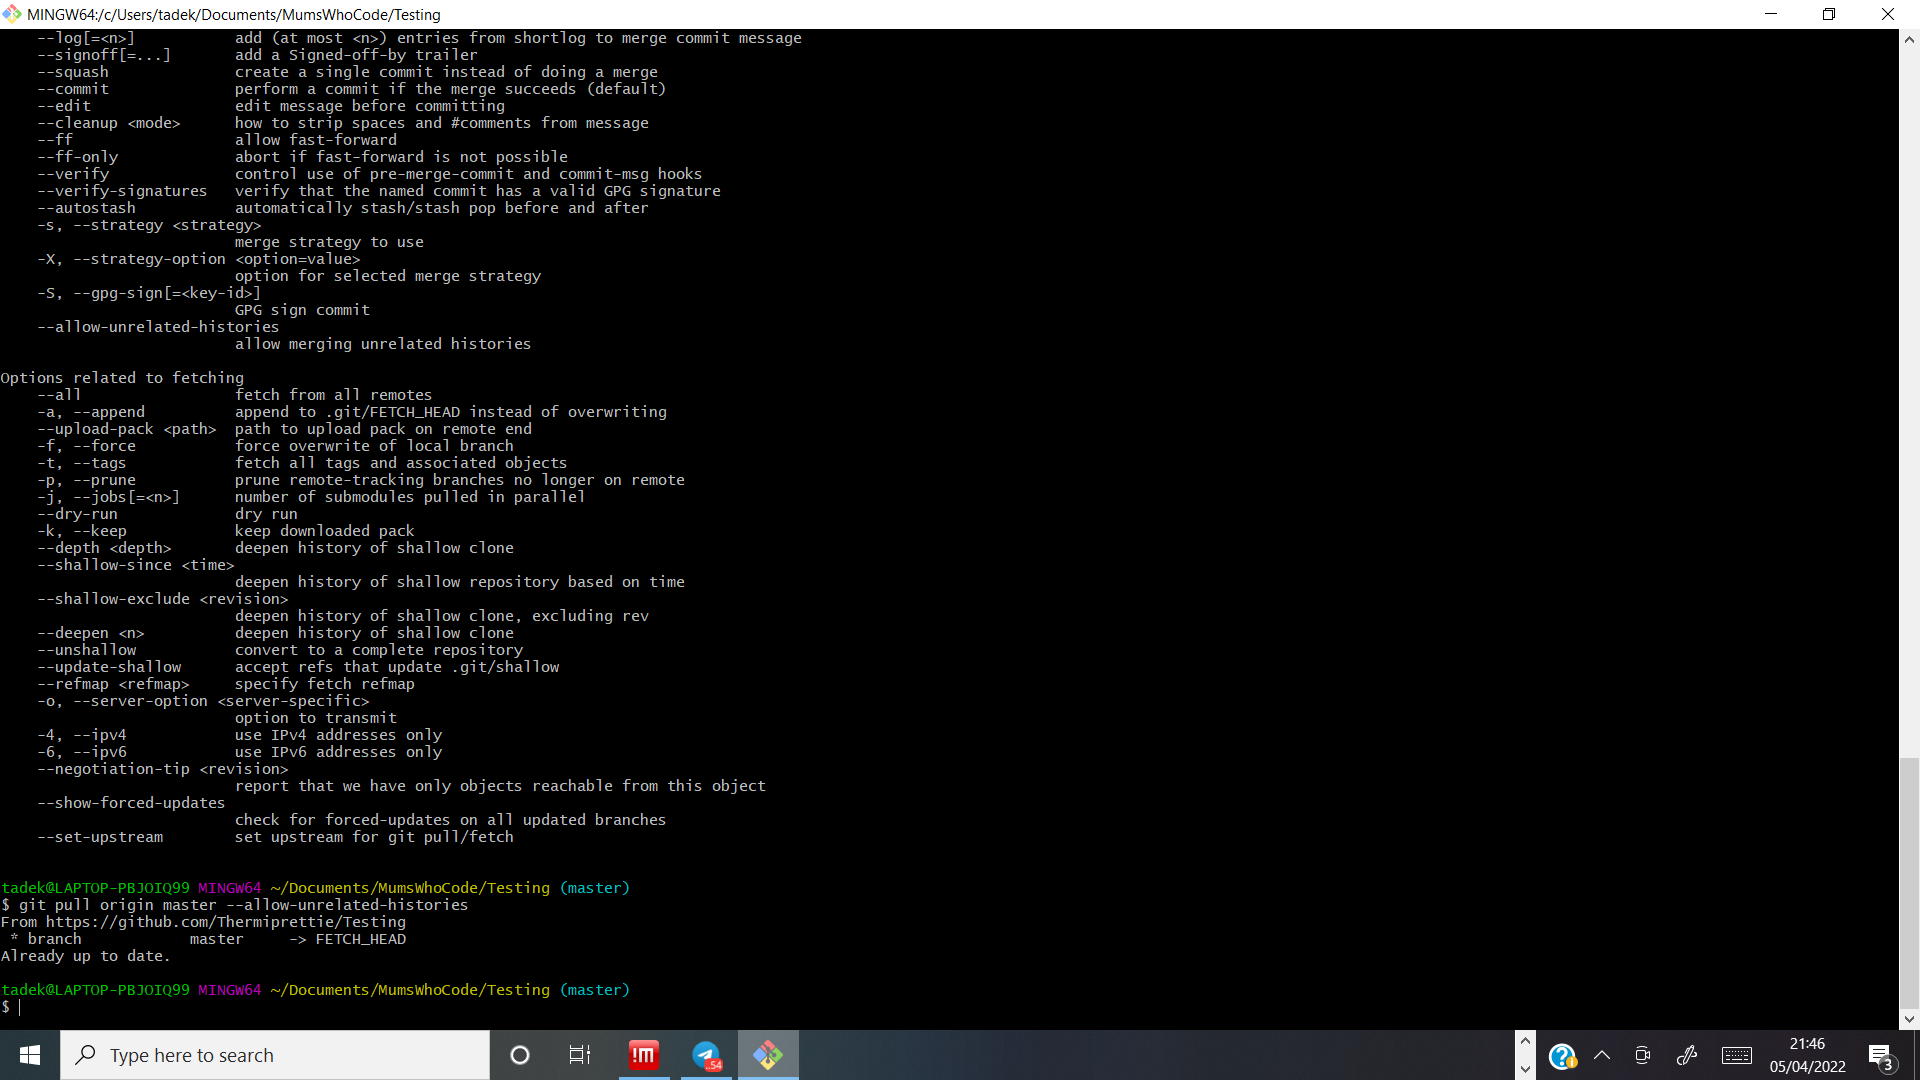 MINGW64:/c/Users/tadek/Documents/MumsWhoCode/Testing
--log[=<n>]           add (at most <n>) entries from shortlog to merge commit message
--signoff[=...]       add a Signed-off-by trailer
--squash              create a single commit instead of doing a merge
--commit              perform a commit if the merge succeeds (default)
--edit                edit message before committing
--cleanup <mode>      how to strip spaces and #comments from message
--ff                  allow fast-forward
--ff-only             abort if fast-forward is not possible
--verify              control use of pre-merge-commit and commit-msg hooks
--verify-signatures   verify that the named commit has a valid GPG signature
--autostash           automatically stash/stash pop before and after
-s, --strategy <strategy>
merge strategy to use
-X, --strategy-option <option=value>
option for selected merge strategy
-S, --gpg-sign[=<key-id>]
GPG sign commit
--allow-unrelated-histories
allow merging unrelated histories
Options related to fetching
--all                 fetch from all remotes
-a, --append          append to .git/FETCH_HEAD instead of overwriting
--upload-pack <path>  path to upload pack on remote end
-f, --force           force overwrite of local branch
-t, --tags            fetch all tags and associated objects
-p, --prune           prune remote-tracking branches no longer on remote
-j, --jobs[=<n>]      number of submodules pulled in parallel
--dry-run             dry run
-k, --keep            keep downloaded pack
--depth <depth>       deepen history of shallow clone
--shallow-since <time>
deepen history of shallow repository based on time
--shallow-exclude <revision>
deepen history of shallow clone, excluding rev
--deepen <n>          deepen history of shallow clone
--unshallow           convert to a complete repository
--update-shallow      accept refs that update .git/shallow
--refmap <refmap>     specify fetch refmap
-o, --server-option <server-specific>
option to transmit
-4, --ipv4            use IPv4 addresses only
-6, --ipv6            use IPv6 addresses only
--negotiation-tip <revision>
report that we have only objects reachable from this object
--show-forced-updates
check for forced-updates on all updated branches
--set-upstream        set upstream for git pull/fetch
tadek@LAPTOP-PBJOIQ99 MINGW64 ~/Documents/MumsWhoCode/Testing (master)
$ git pull origin master --allow-unrelated-histories
From https://github.com/Thermiprettie/Testing
* branch            master     -> FETCH_HEAD
Already up to date.
tadek@LAPTOP-PBJOIQ99 MINGW64 ~/Documents/MumsWhoCode/Testing (master)
$
Type here to search
!m
..54
21:46
05/04/2022
3